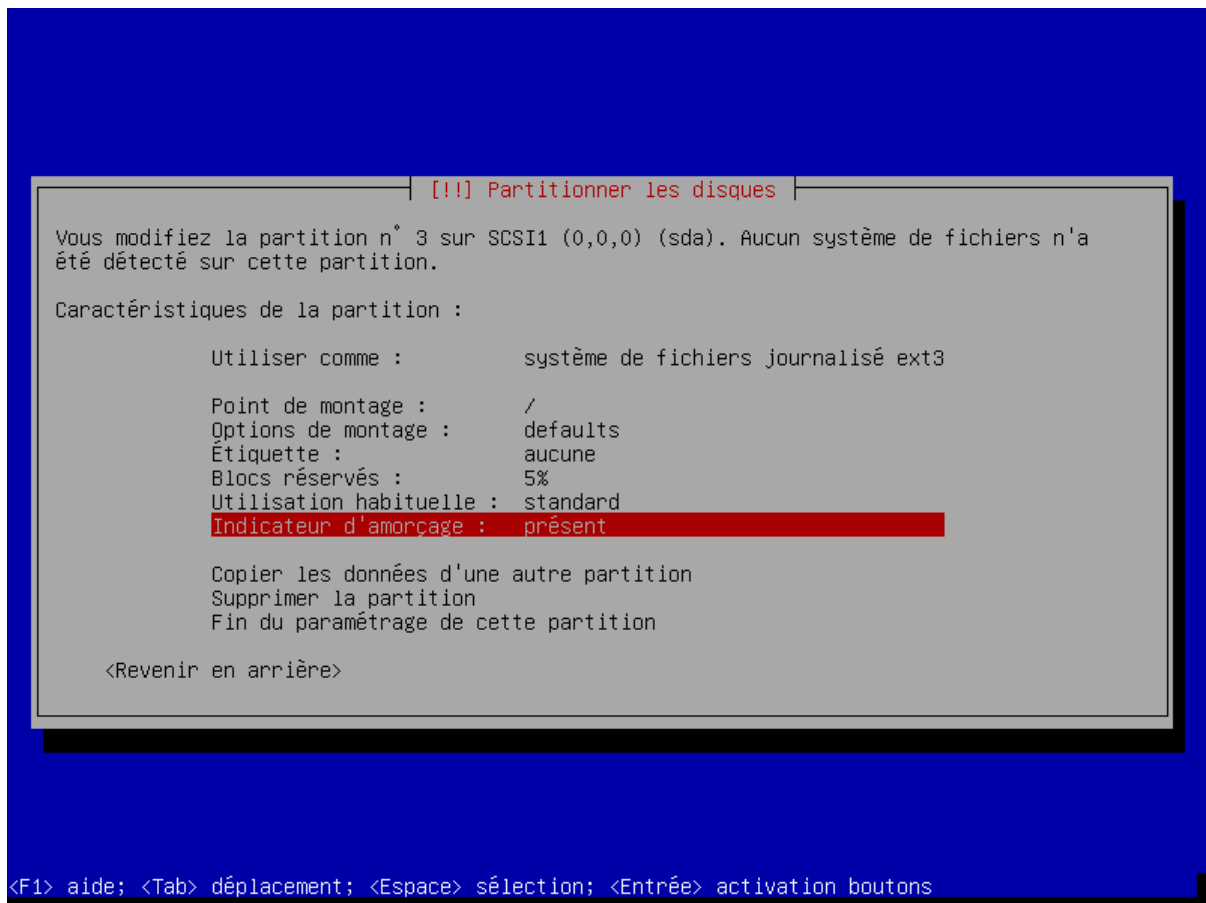 [!!] Partitionner les disques
Vous modifiez la partition n° 3 sur SCSI1 (0,0,0) (sda). Aucun système de fichiers n'a
été détecté sur cette partition.
Caractéristiques de la partition :
Utiliser comme : système de fichiers journalisé ext3
Point de montage : /
Options de montage : defaults
Étiquette : aucune
Blocs réservés : 5%
Utilisation habituelle : standard
Indicateur d'amorçage : présent
Copier les données d'une autre partition
Supprimer la partition
Fin du paramétrage de cette partition
<Revenir en arrière>
<F1> aide; <Tab> déplacement; <Espace> sélection; <Entrée> activation boutons